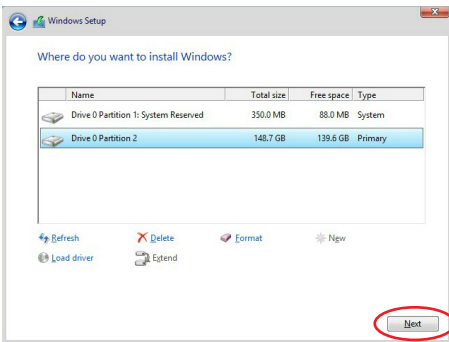 Windows Setup
Where do you want to install Windows?
Name Total size Free space Type
Drive 0 Partition 1: System Reserved 350.0 MB 88.0 MB System
Drive 0 Partition 2 148.7 GB 139.6 GB Primary
Refresh Delete Format New
Load driver Extend
Next